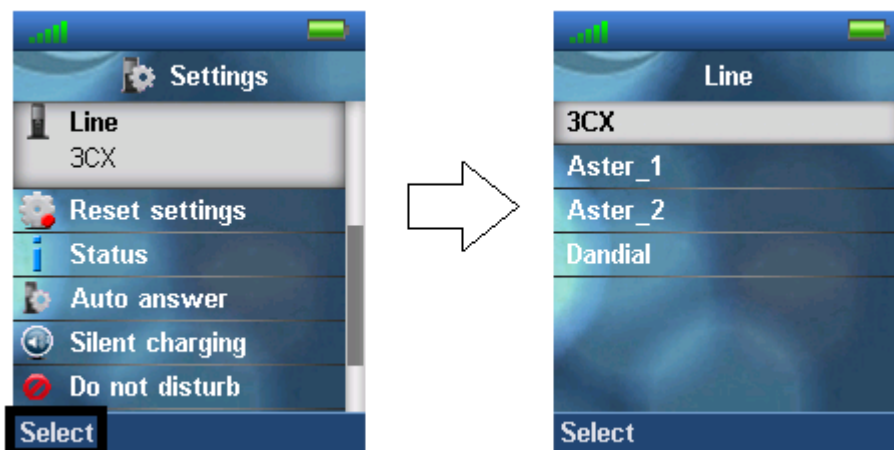 Settings
Line
3CX
Reset settings
Status
Auto answer
Silent charging
Do not disturb
Select
Line
3CX
Aster_1
Aster_2
Dandial
Select